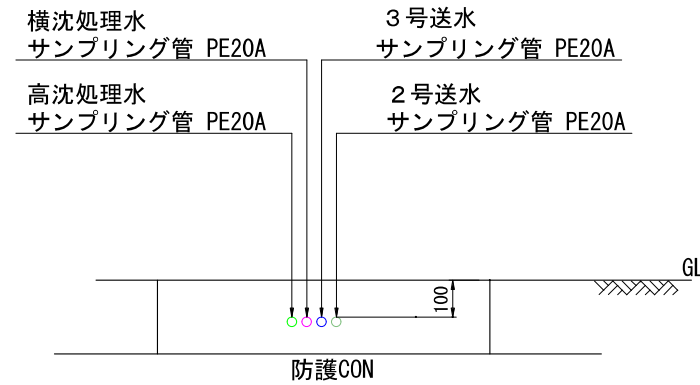 横沈処理水
サンプリング管 PE20A
３号送水
サンプリング管 PE20A
高沈処理水
サンプリング管 PE20A
２号送水
サンプリング管 PE20A
GL
100
防護CON